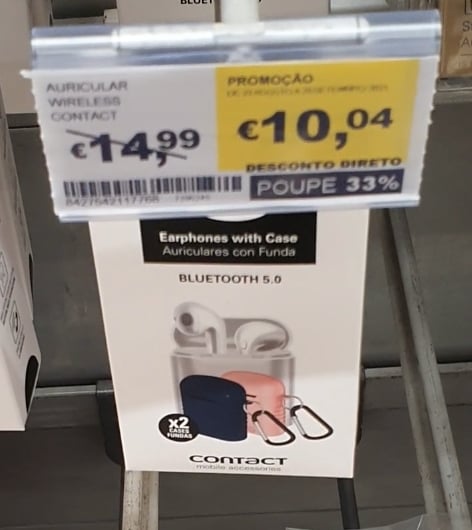 AURICULAR
WIRELESS
CONTACT
€14,99
8427542117768
PROMOÇÃO
€10,04
DESCONTO DIRETO
POUPE 33%
Earphones with Case
Auriculares con Funda
BLUETOOTH 5.0
X2
CASES
FUNDAS
CONTACT
mobile accessories